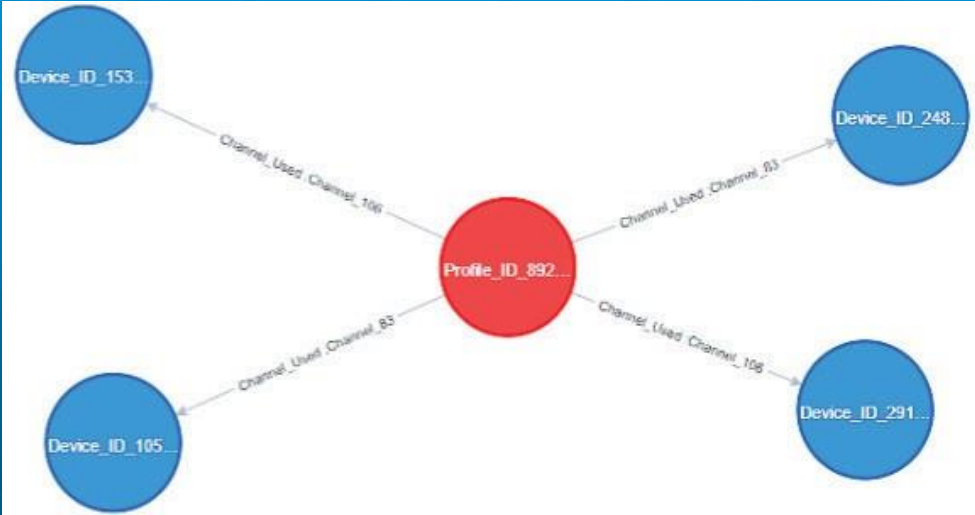 Device_ID_153...
Device_ID_248...
Channel_Used :Channel_106
Channel_Used :Channel_83
Profile_ID_892...
Channel_Used :Channel_83
Channel_Used :Channel_106
Device_ID_291...
Device_ID_105...